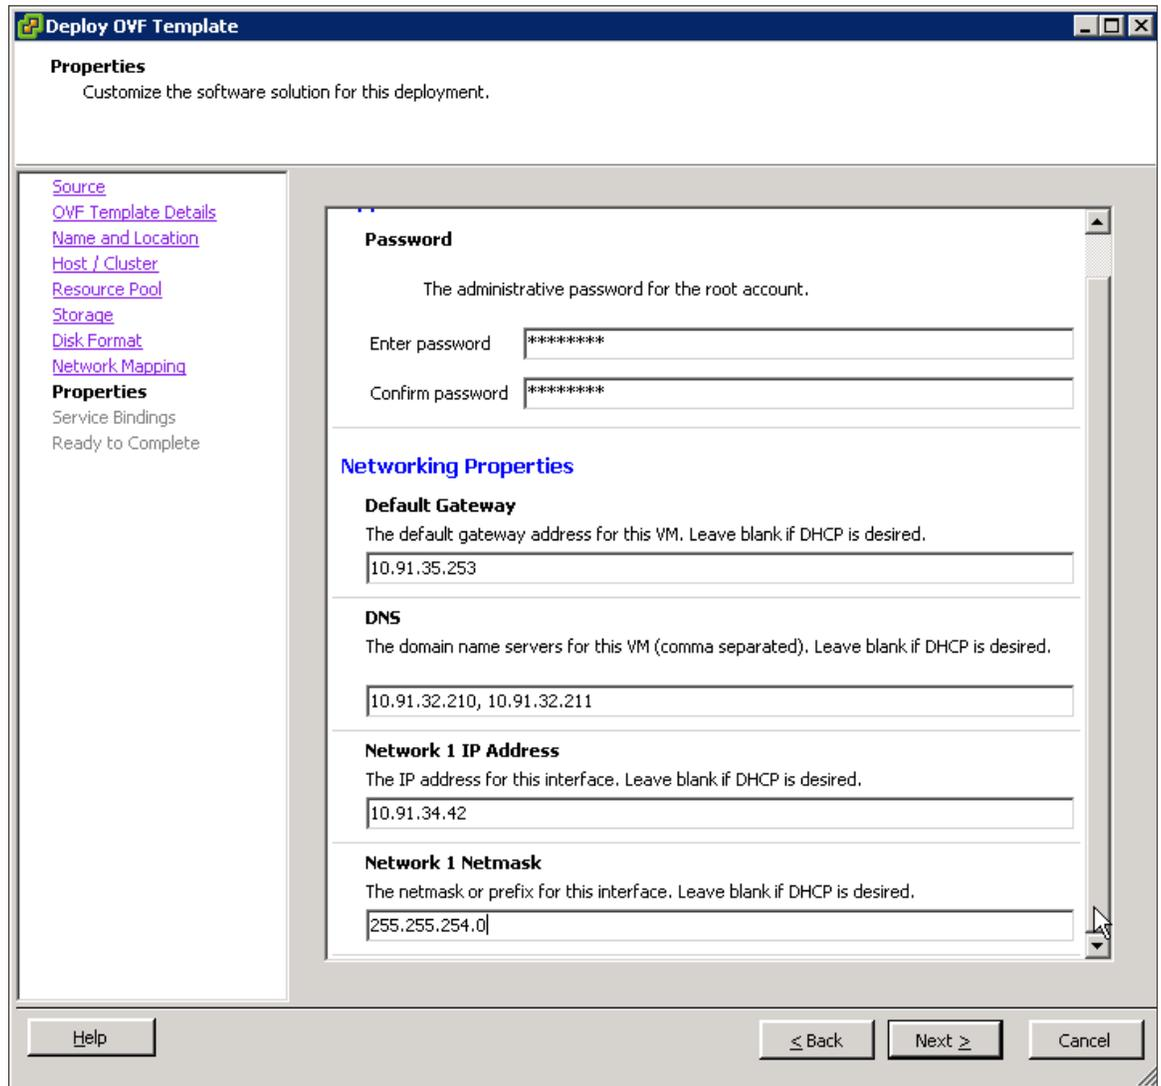 Deploy OVF Template
Properties
Customize the software solution for this deployment.
Source
OVF Template Details
Name and Location
Host / Cluster
Resource Pool
Storage
Disk Format
Network Mapping
Properties
Service Bindings
Ready to Complete
Password
The administrative password for the root account.
Enter password ********
Confirm password ********
Networking Properties
Default Gateway
The default gateway address for this VM. Leave blank if DHCP is desired.
10.91.35.253
DNS
The domain name servers for this VM (comma separated). Leave blank if DHCP is desired.
10.91.32.210, 10.91.32.211
Network 1 IP Address
The IP address for this interface. Leave blank if DHCP is desired.
10.91.34.42
Network 1 Netmask
The netmask or prefix for this interface. Leave blank if DHCP is desired.
255.255.254.0
Help
< Back
Next >
Cancel